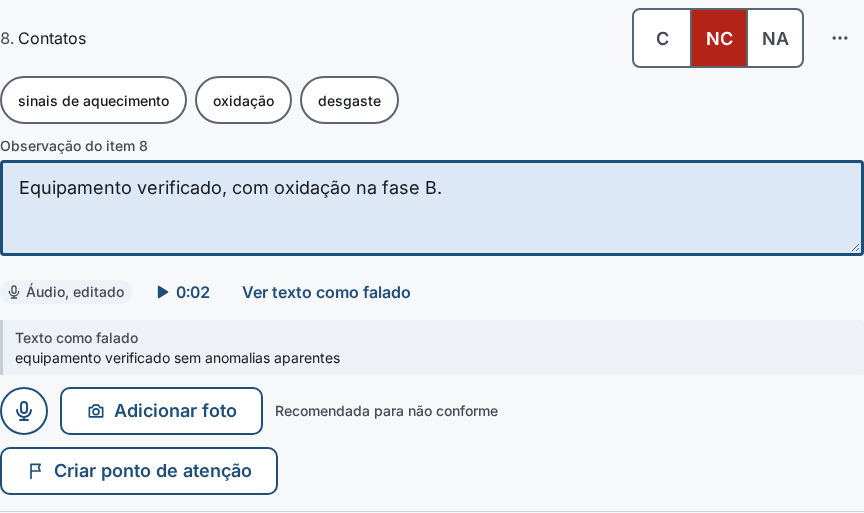 8. Contatos
C NC NA
sinais de aquecimento oxidação desgaste
Observação do item 8
Equipamento verificado, com oxidação na fase B.
Áudio, editado 0:02 Ver texto como falado
Texto como falado
equipamento verificado sem anomalias aparentes
Adicionar foto Recomendada para não conforme
Criar ponto de atenção